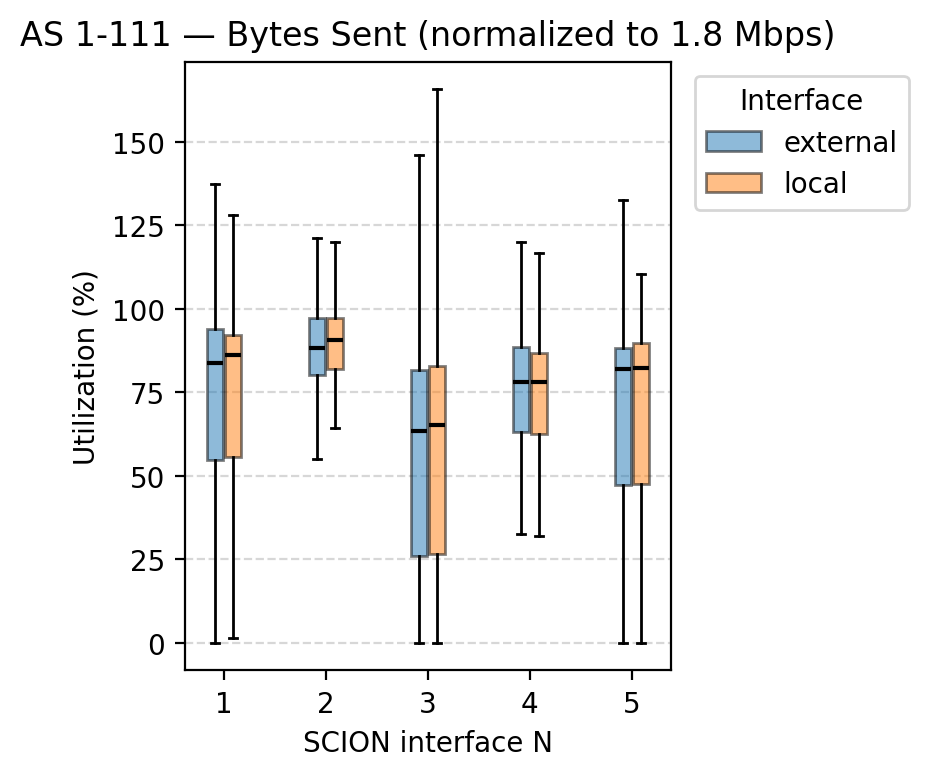 AS 1-111 — Bytes Sent (normalized to 1.8 Mbps)
Interface
external
local
Utilization (%)
150
125
100
75
50
25
0
1 2 3 4 5
SCION interface N